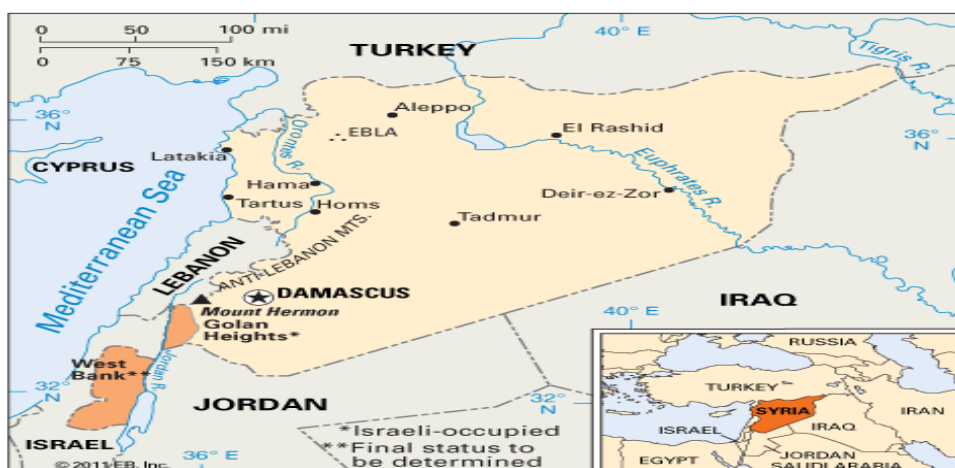 0 50 100 mi
0 75 150 km
TURKEY
40° E
Tigris R.
36°
N
Aleppo
EBLA
Orontes R.
El Rashid
36°
N
CYPRUS
Latakia
Euphrates R.
Hama
Deir-ez-Zor
Tartus
Homs
Tadmur
Mediterranean Sea
LEBANON
ANTI-LEBANON MTS.
DAMASCUS
Mount Hermon
Golan
Heights*
IRAQ
40° E
West
Bank**
Jordan R.
32°
N
JORDAN
32°
N
ISRAEL
*Israeli-occupied
**Final status to
be determined
© 2011 EB, Inc.
36° E
RUSSIA
TURKEY
SYRIA
IRAN
ISRAEL
IRAQ
JORDAN
EGYPT
SAUDI ARABIA